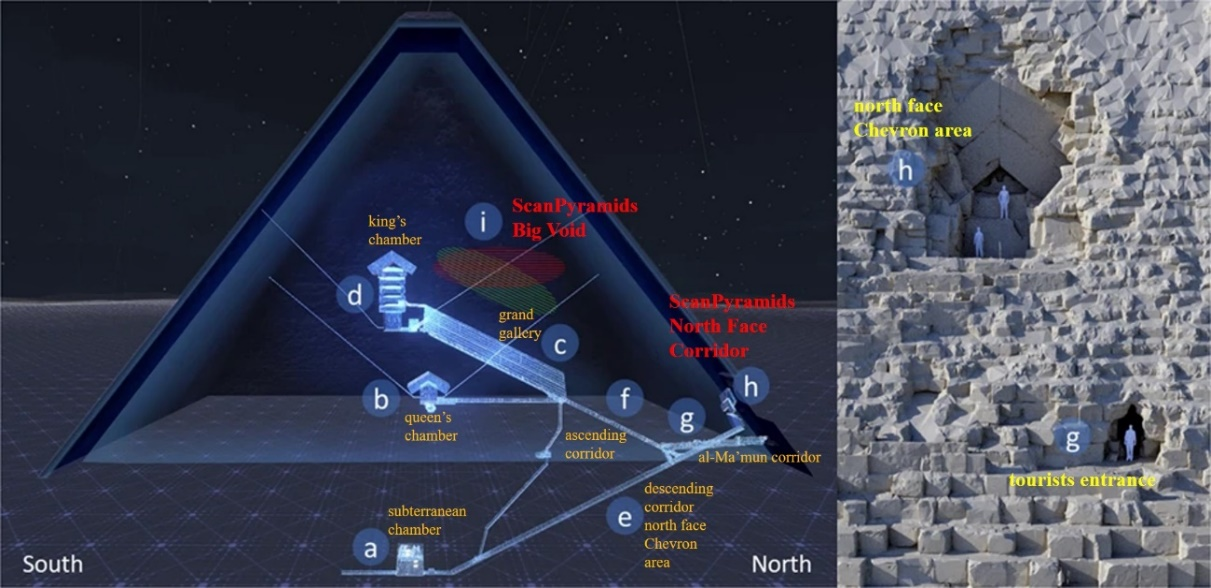 i
ScanPyramids
Big Void
king's
chamber
d
grand
gallery
c
ScanPyramids
North Face
Corridor
h
b
queen's
chamber
f
g
ascending
corridor
al-Ma'mun corridor
e
descending
corridor
north face
Chevron
area
subterranean
chamber
a
South
North
north face
Chevron area
h
g
tourists entrance